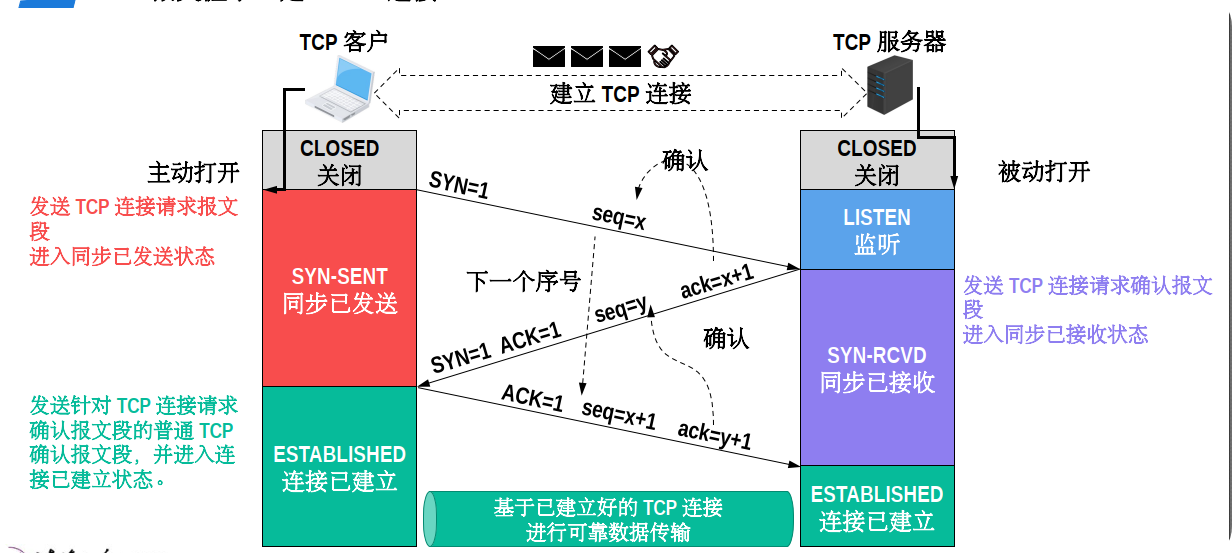 TCP 客户
TCP 服务器
建立 TCP 连接
CLOSED
关闭
CLOSED
关闭
主动打开
被动打开
确认
SYN=1
seq=x
发送 TCP 连接请求报文
段
进入同步已发送状态
LISTEN
监听
SYN-SENT
同步已发送
下一个序号
ack=x+1
seq=y
SYN=1 ACK=1
确认
发送 TCP 连接请求确认报文
段
进入同步已接收状态
SYN-RCVD
同步已接收
ACK=1
seq=x+1
ack=y+1
发送针对 TCP 连接请求
确认报文段的普通 TCP
确认报文段，并进入连
接已建立状态。
ESTABLISHED
连接已建立
ESTABLISHED
连接已建立
基于已建立好的 TCP 连接
进行可靠数据传输